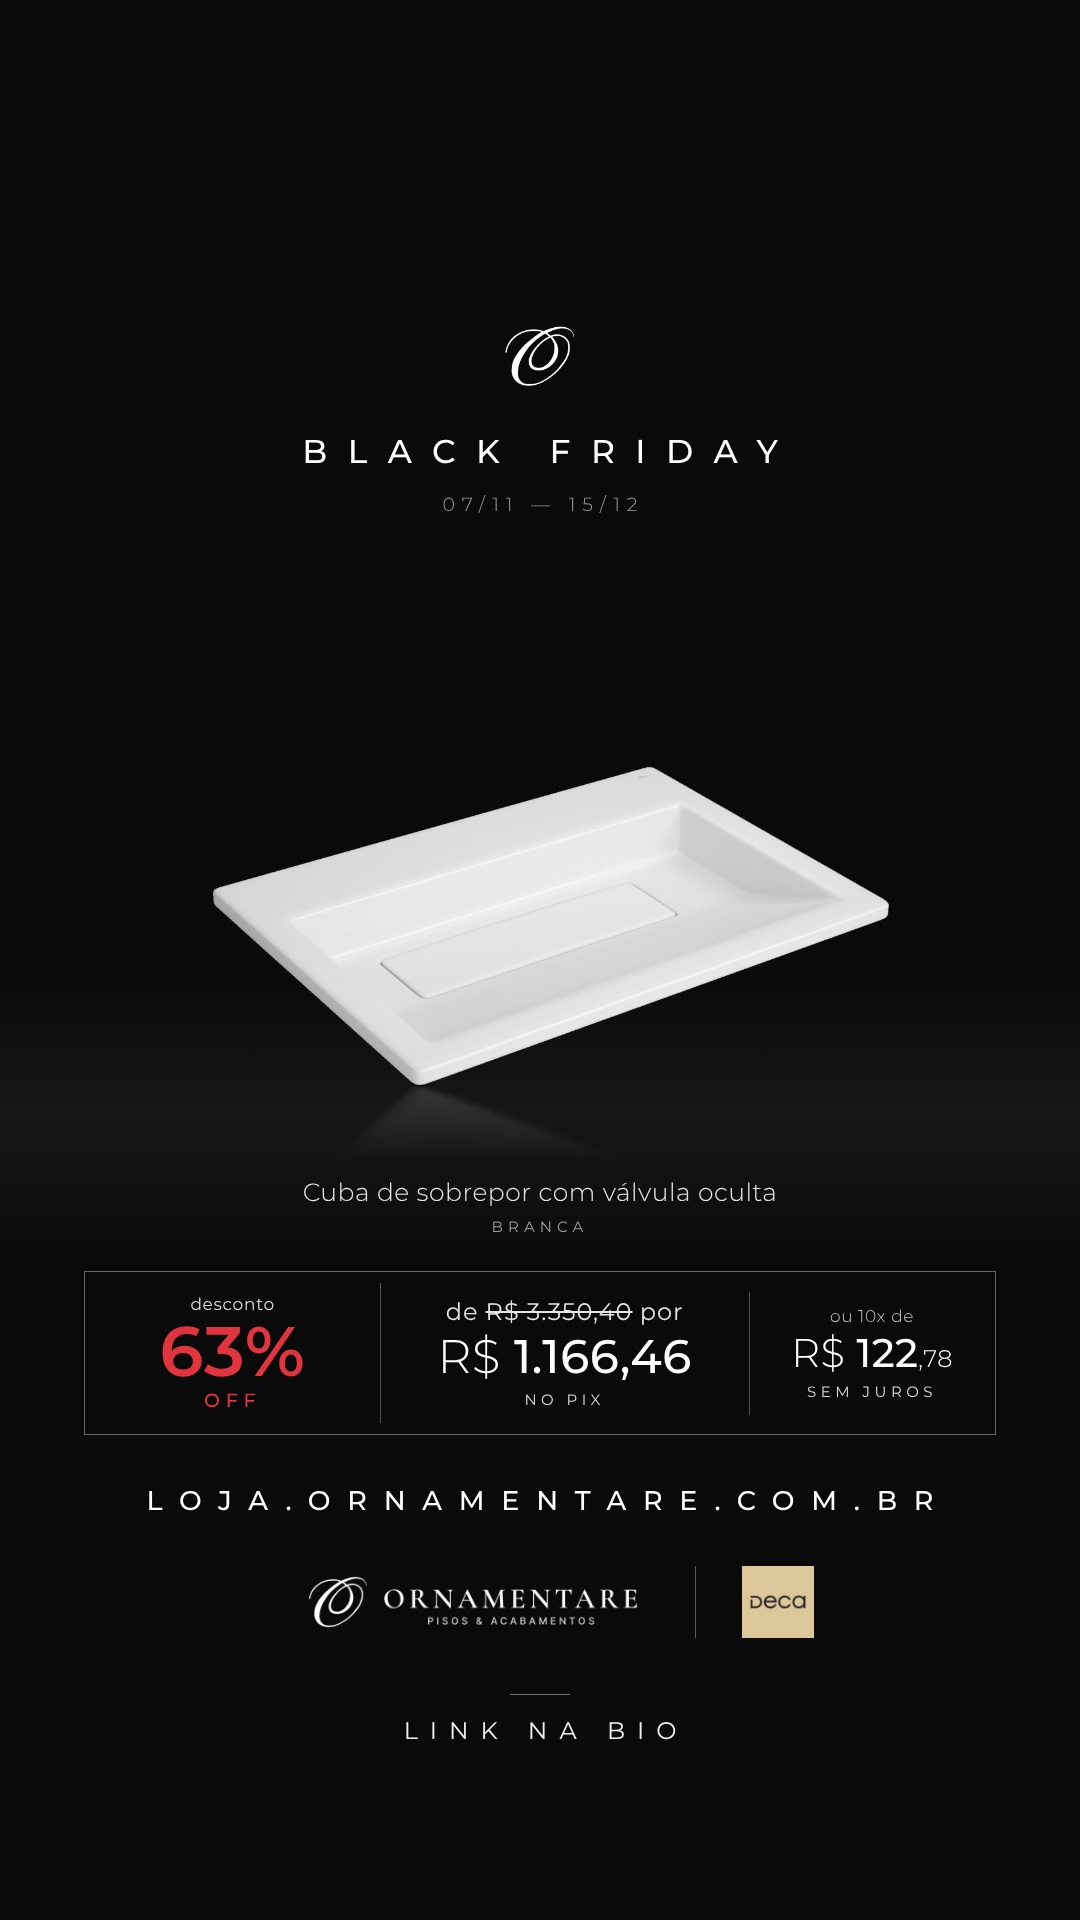 BLACK FRIDAY
07/11 — 15/12
Cuba de sobrepor com válvula oculta
BRANCA
desconto
63%
OFF
de R$ 3.350,40 por
R$ 1.166,46
NO PIX
ou 10x de
R$ 122,78
SEM JUROS
LOJA.ORNAMENTARE.COM.BR
ORNAMENTARE
PISOS & ACABAMENTOS
Deca
LINK NA BIO